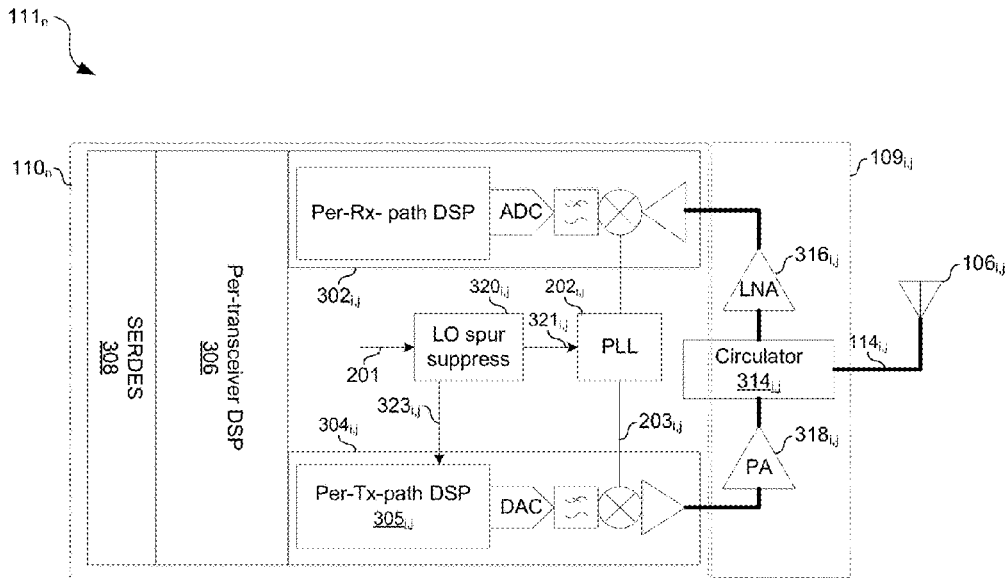 111n
110n
109i,j
Per-Rx- path DSP
ADC
302i,j
316i,j
LNA
106i,j
SERDES
308
Per-transceiver DSP
306
320i,j
202i,j
LO spur
suppress
321i,j
PLL
201
Circulator
314i,j
114i,j
323i,j
304i,j
203i,j
318i,j
PA
Per-Tx-path DSP
305i,j
DAC